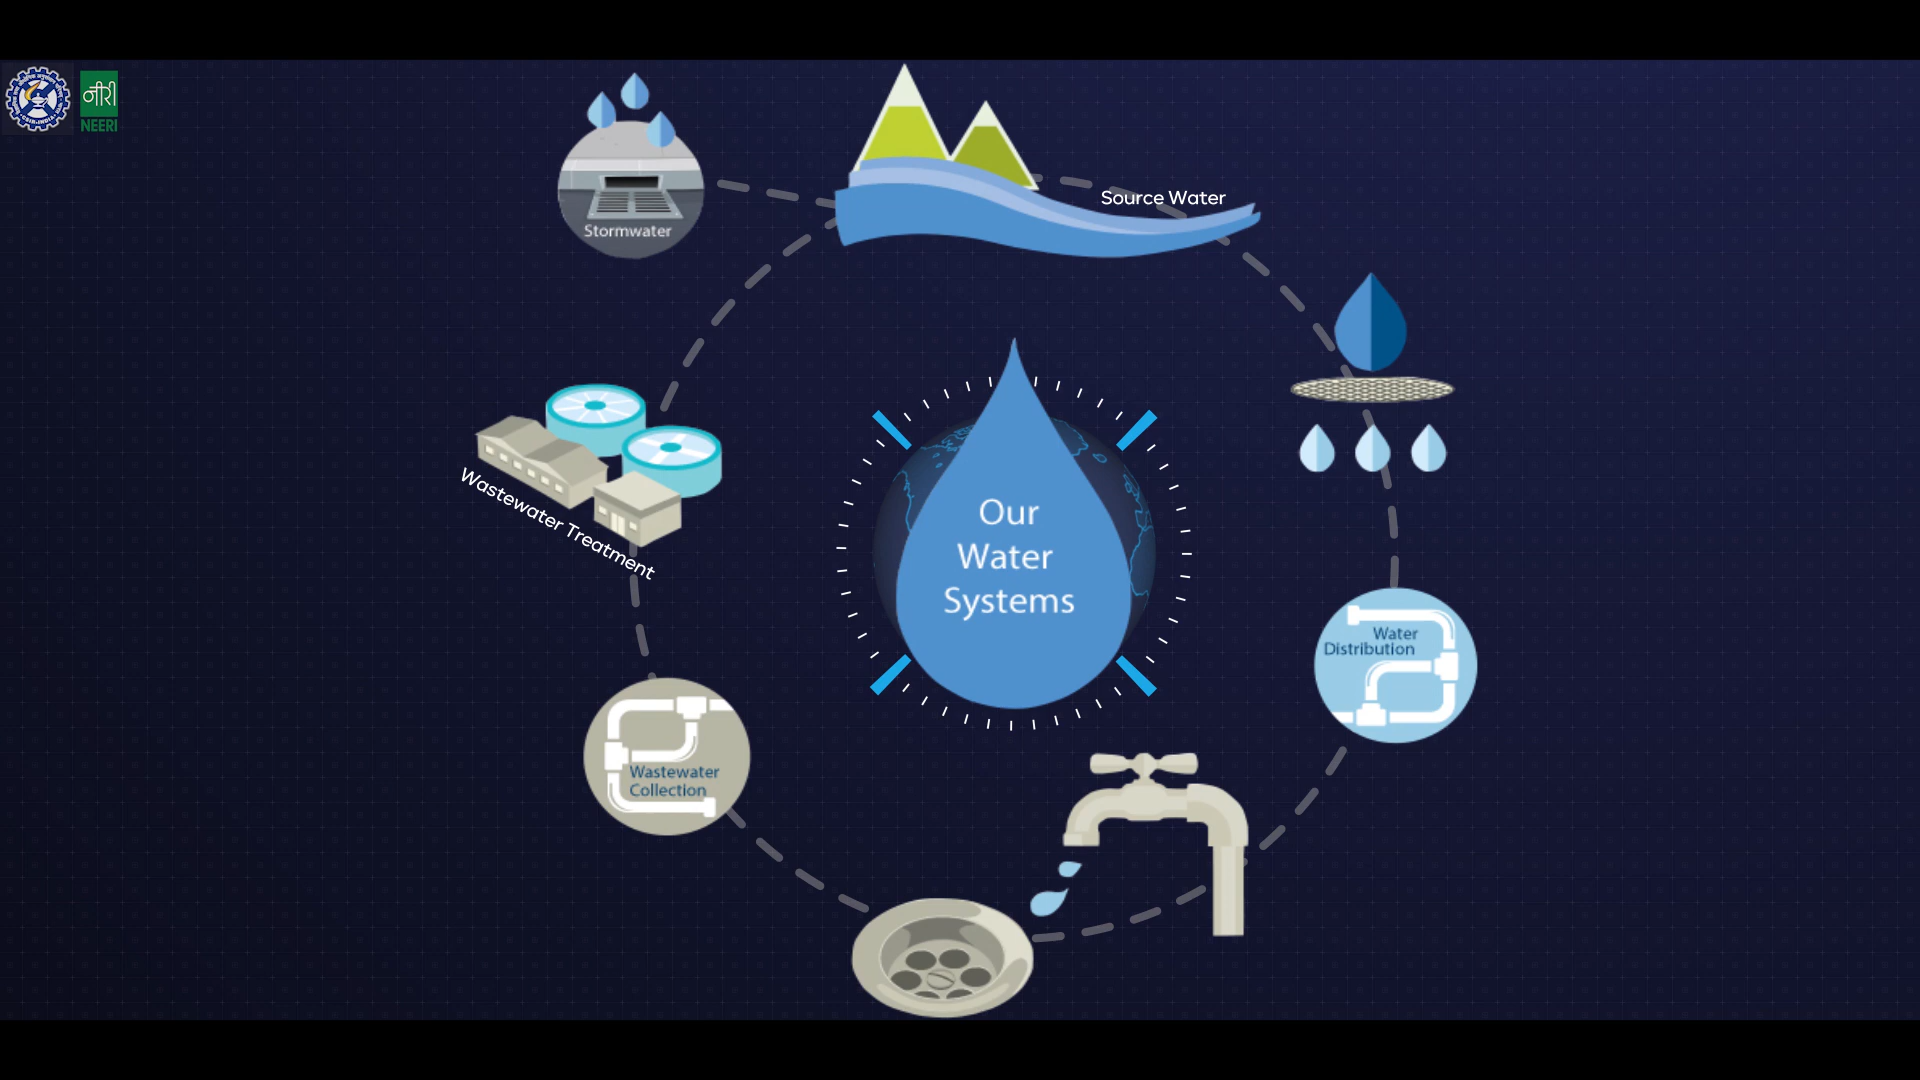 नीरी
NEERI
Stormwater
Source Water
Wastewater Treatment
Our
Water
Systems
Water
Distribution
Wastewater
Collection